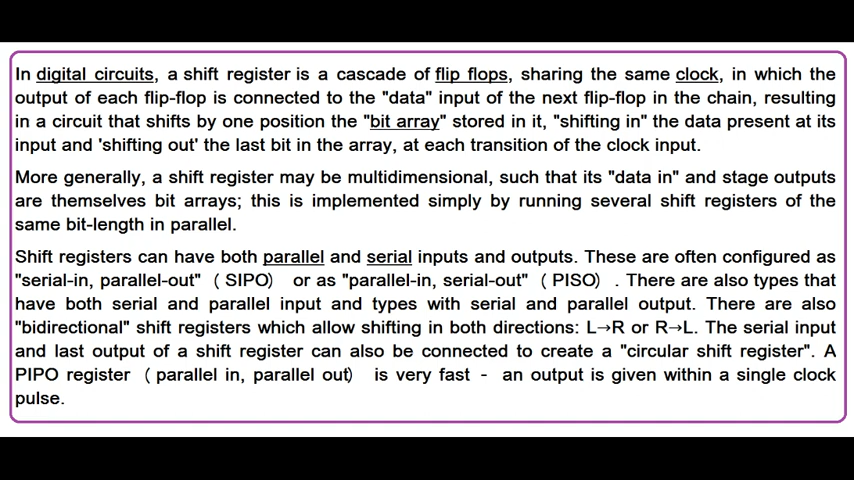 In digital circuits, a shift register is a cascade of flip flops, sharing the same clock, in which the
output of each flip-flop is connected to the "data" input of the next flip-flop in the chain, resulting
in a circuit that shifts by one position the "bit array" stored in it, "shifting in" the data present at its
input and 'shifting out' the last bit in the array, at each transition of the clock input.
More generally, a shift register may be multidimensional, such that its "data in" and stage outputs
are themselves bit arrays; this is implemented simply by running several shift registers of the
same bit-length in parallel.
Shift registers can have both parallel and serial inputs and outputs. These are often configured as
"serial-in, parallel-out" (SIPO) or as "parallel-in, serial-out" (PISO) . There are also types that
have both serial and parallel input and types with serial and parallel output. There are also
"bidirectional" shift registers which allow shifting in both directions: L→R or R→L. The serial input
and last output of a shift register can also be connected to create a "circular shift register". A
PIPO register (parallel in, parallel out) is very fast - an output is given within a single clock
pulse.